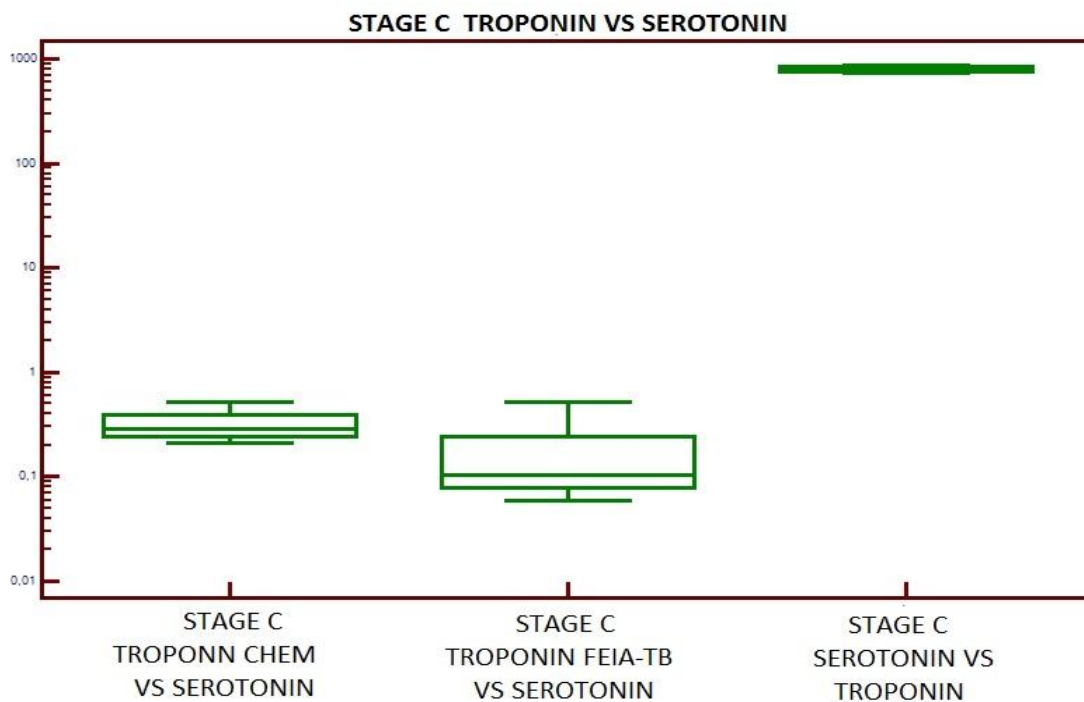 STAGE C  TROPONIN VS SEROTONIN
1000
100
10
1
0,1
0,01
STAGE C
TROPONN CHEM
VS SEROTONIN
STAGE C
TROPONIN FEIA-TB
VS SEROTONIN
STAGE C
SEROTONIN VS
TROPONIN